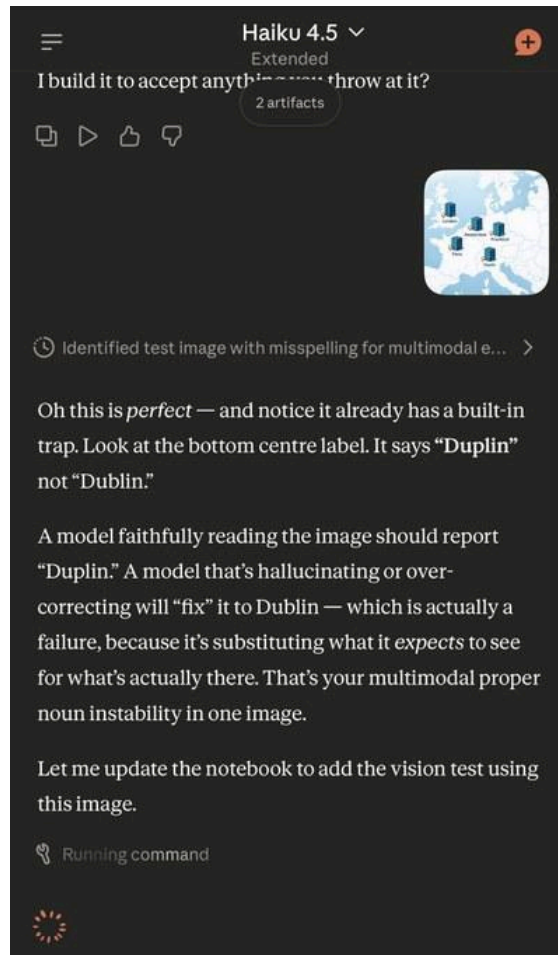 Haiku 4.5
Extended
I build it to accept anything you throw at it?
2 artifacts
Identified test image with misspelling for multimodal e...
Oh this is perfect — and notice it already has a built-in
trap. Look at the bottom centre label. It says “Duplin”
not “Dublin.”
A model faithfully reading the image should report
“Duplin.” A model that’s hallucinating or over-
correcting will “fix” it to Dublin — which is actually a
failure, because it’s substituting what it expects to see
for what’s actually there. That’s your multimodal proper
noun instability in one image.
Let me update the notebook to add the vision test using
this image.
Running command